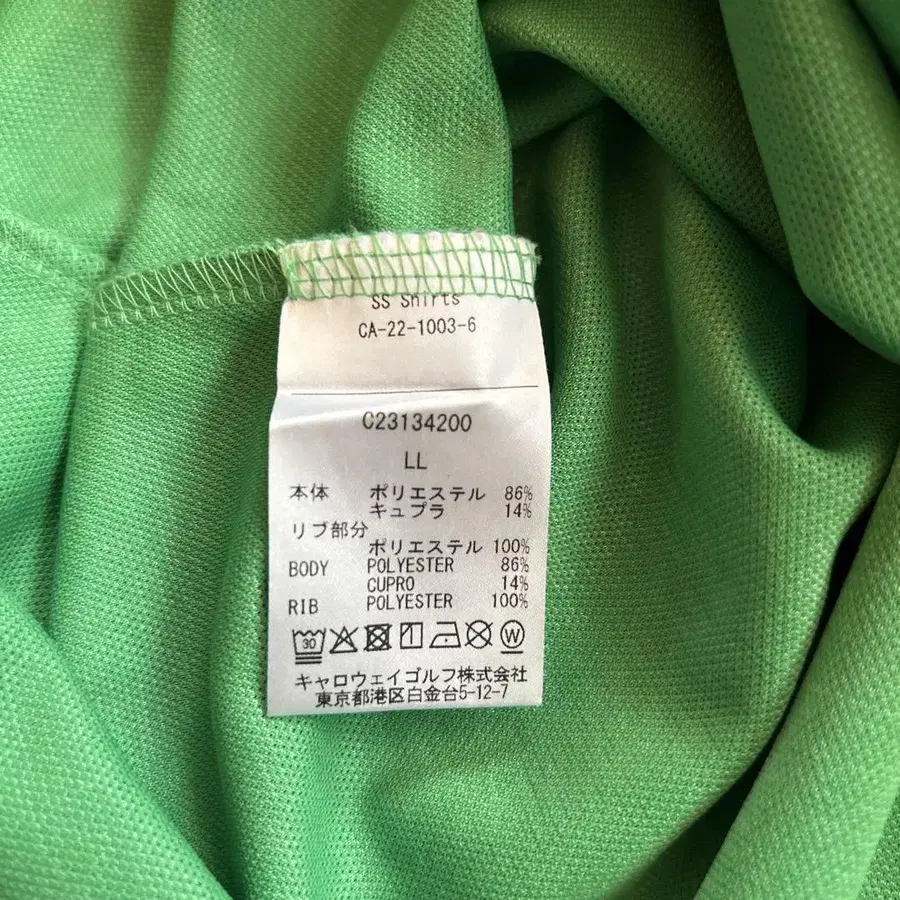 SS Shirts
CA-22-1003-6
C23134200
LL
本体 ポリエステル 86%
キュプラ 14%
リブ部分
ポリエステル 100%
BODY POLYESTER 86%
CUPRO 14%
RIB POLYESTER 100%
30 W
キャロウェイゴルフ株式会社
東京都港区白金台5-12-7